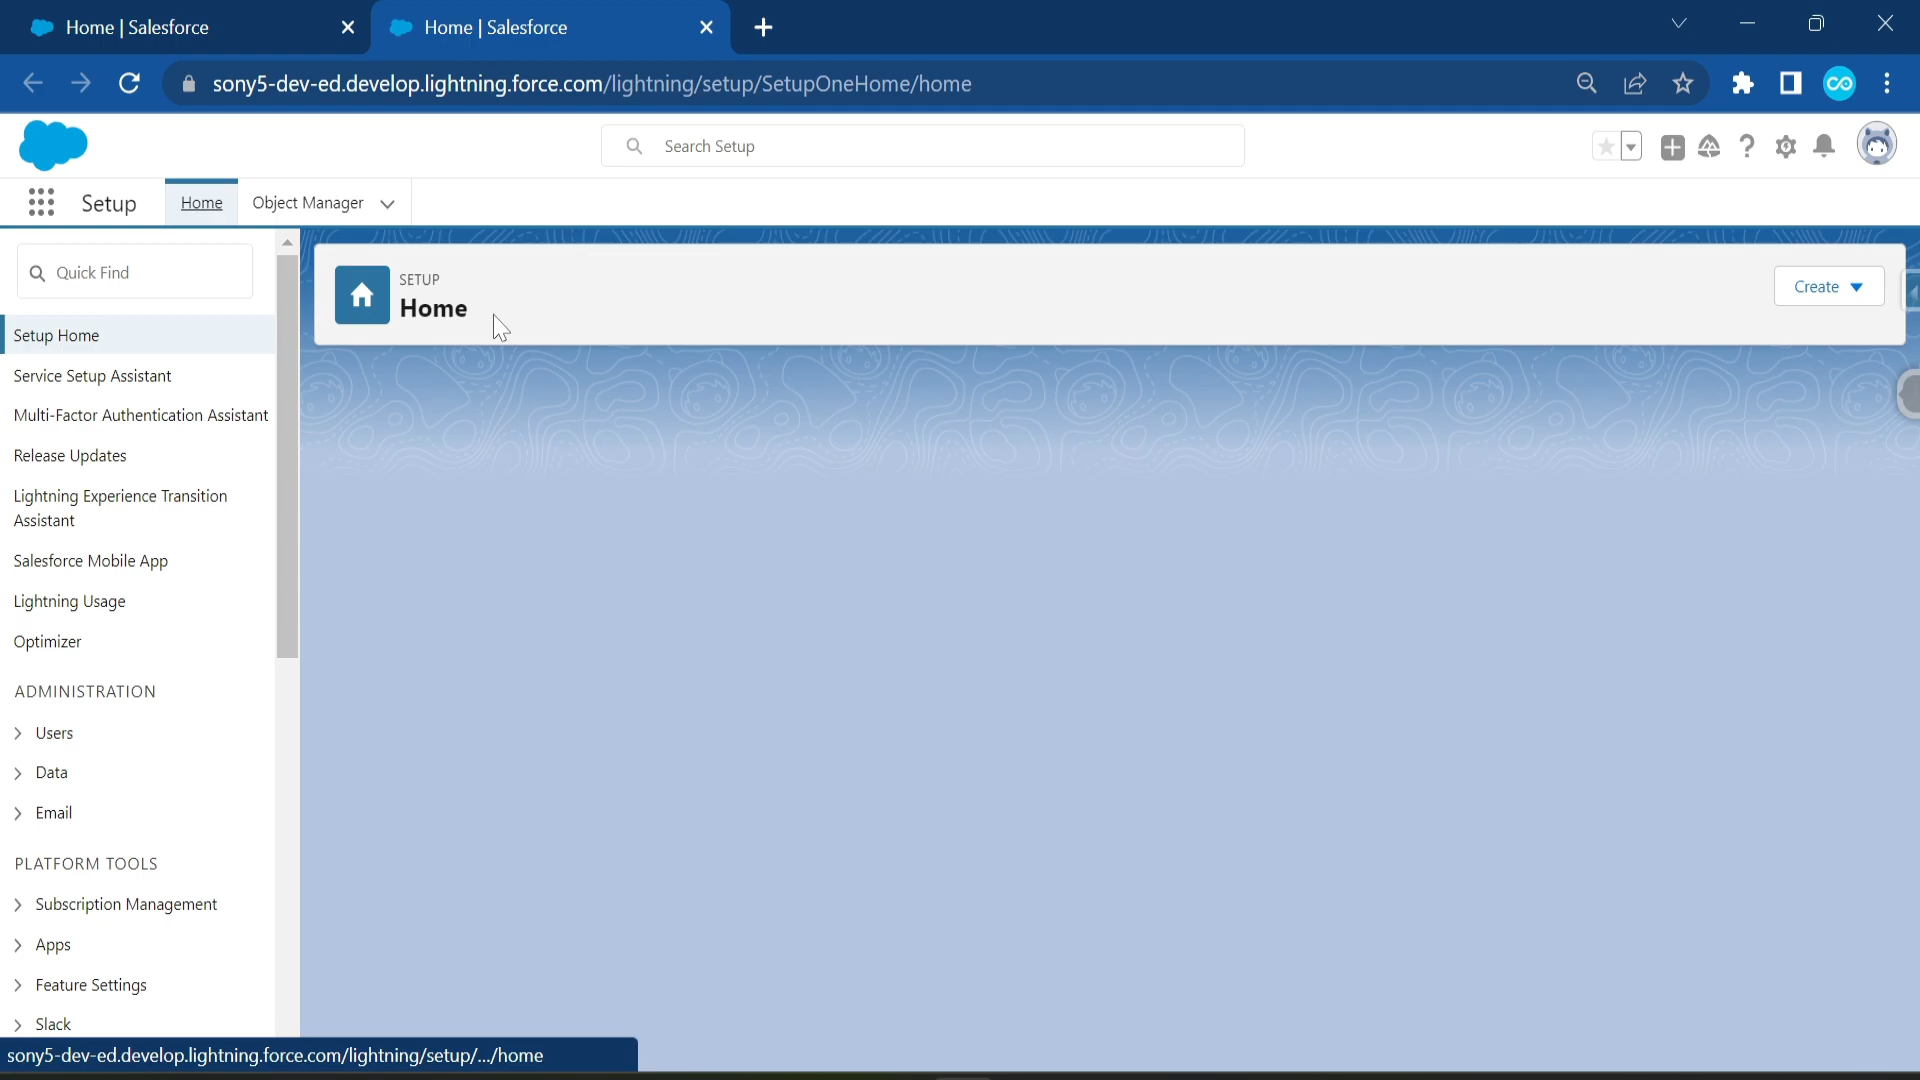 Home | Salesforce
Home | Salesforce
sony5-dev-ed.develop.lightning.force.com/lightning/setup/SetupOneHome/home
Search Setup
Setup
Home
Object Manager
Quick Find
SETUP
Home
Create
Setup Home
Service Setup Assistant
Multi-Factor Authentication Assistant
Release Updates
Lightning Experience Transition
Assistant
Salesforce Mobile App
Lightning Usage
Optimizer
ADMINISTRATION
Users
Data
Email
PLATFORM TOOLS
Subscription Management
Apps
Feature Settings
Slack
sony5-dev-ed.develop.lightning.force.com/lightning/setup/.../home